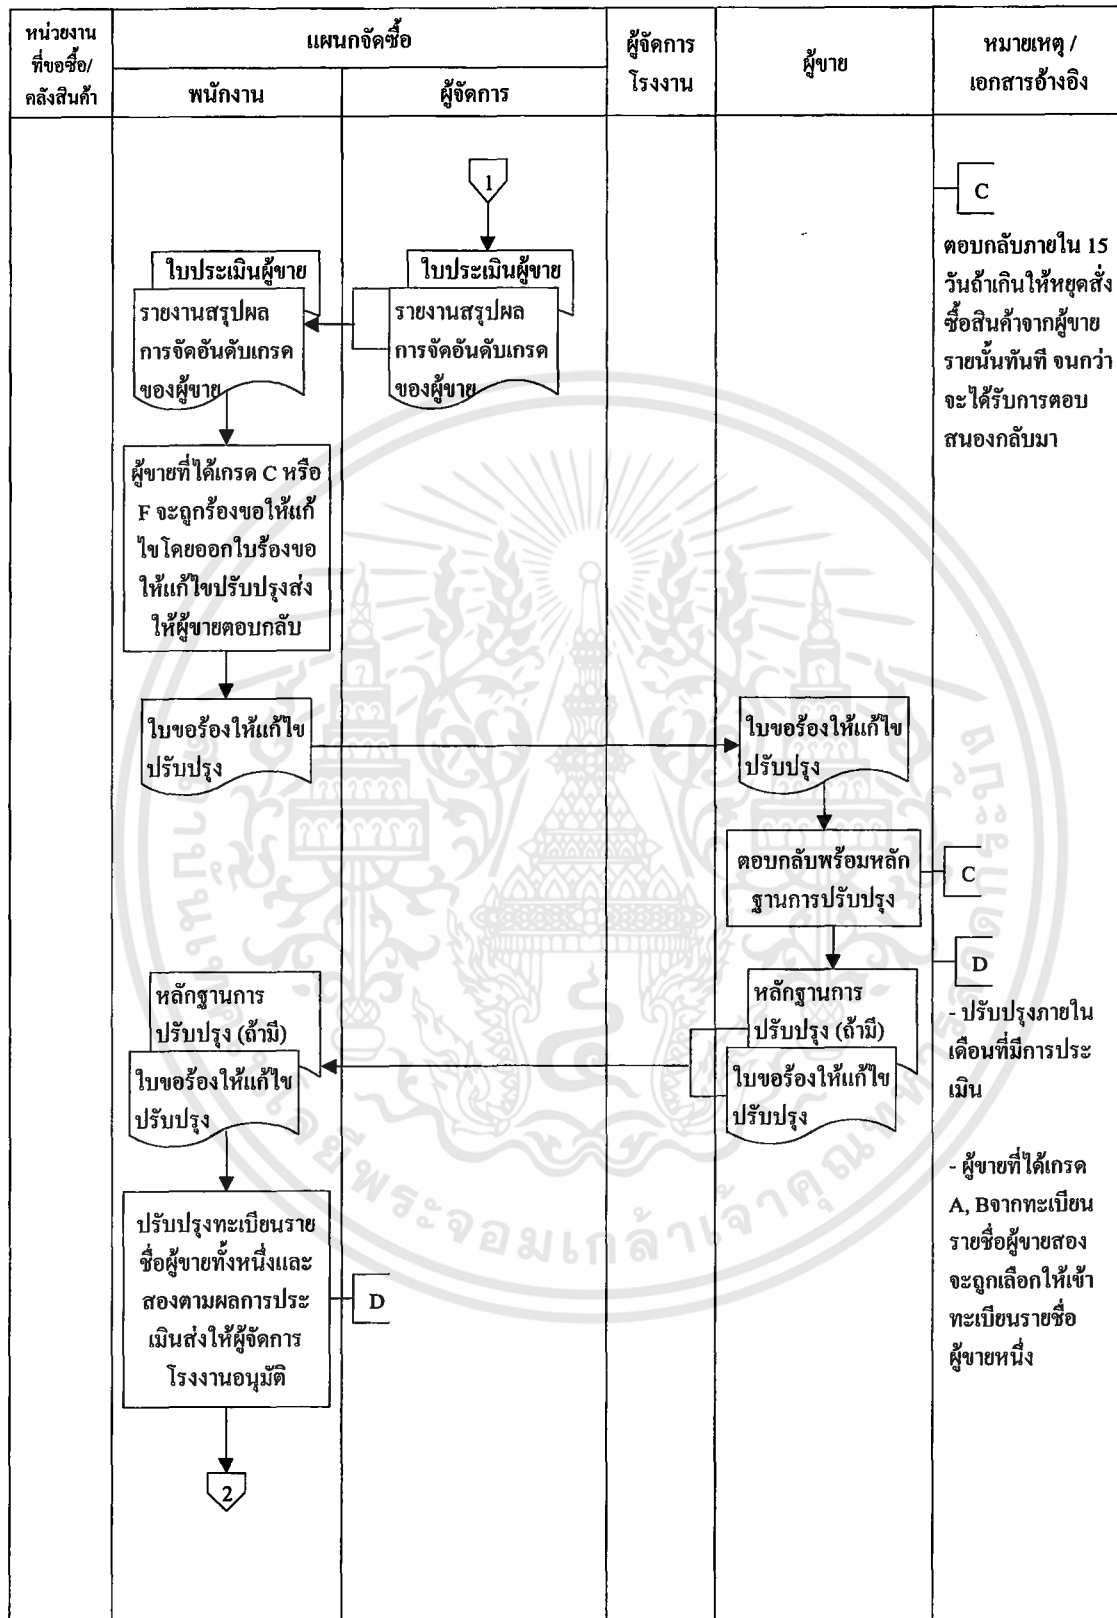 หน่วยงาน
ที่ขอซื้อ/
คลังสินค้า
แผนกจัดซื้อ
พนักงาน
ผู้จัดการ
ผู้จัดการ
โรงงาน
ผู้ขาย
หมายเหตุ /
เอกสารอ้างอิง
1
C
ตอบกลับภายใน 15
วันถ้าเกินให้หยุดสั่ง
ซื้อสินค้าจากผู้ขาย
รายนั้นทันที จนกว่า
จะได้รับการตอบ
สนองกลับมา
ใบประเมินผู้ขาย
รายงานสรุปผล
การจัดอันดับเกรด
ของผู้ขาย
ใบประเมินผู้ขาย
รายงานสรุปผล
การจัดอันดับเกรด
ของผู้ขาย
ผู้ขายที่ได้เกรด C หรือ
F จะถูกร้องขอให้แก้
ไขโดยออกใบร้องขอ
ให้แก้ไขปรับปรุงส่ง
ให้ผู้ขายตอบกลับ
ใบขอร้องให้แก้ไข
ปรับปรุง
ใบขอร้องให้แก้ไข
ปรับปรุง
ตอบกลับพร้อมหลัก
ฐานการปรับปรุง
C
D
- ปรับปรุงภายใน
เดือนที่มีการประ
เมิน
- ผู้ขายที่ได้เกรด
A, Bจากทะเบียน
รายชื่อผู้ขายสอง
จะถูกเลือกให้เข้า
ทะเบียนรายชื่อ
ผู้ขายหนึ่ง
หลักฐานการ
ปรับปรุง (ถ้ามี)
ใบขอร้องให้แก้ไข
ปรับปรุง
หลักฐานการ
ปรับปรุง (ถ้ามี)
ใบขอร้องให้แก้ไข
ปรับปรุง
ปรับปรุงทะเบียนราย
ชื่อผู้ขายทั้งหนึ่งและ
สองตามผลการประ
เมินส่งให้ผู้จัดการ
โรงงานอนุมัติ
D
2